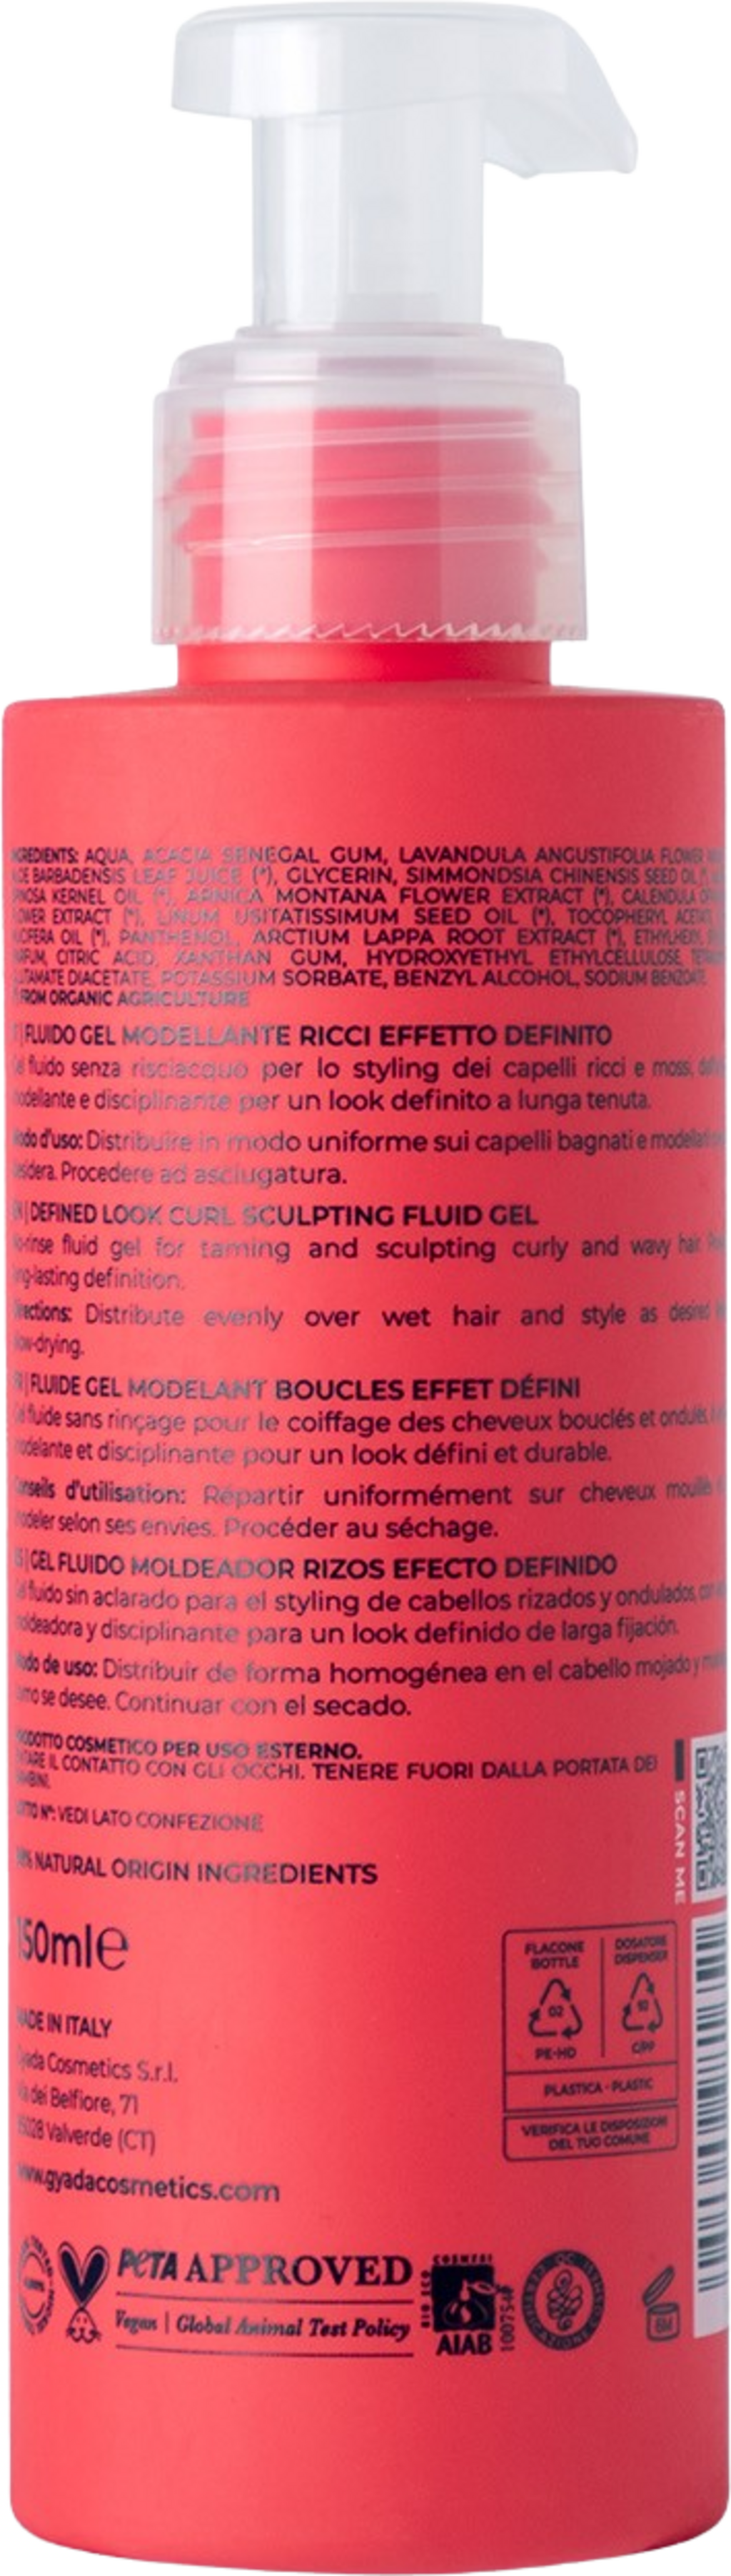 INGREDIENTS: AQUA, ACACIA SENEGAL GUM, LAVANDULA ANGUSTIFOLIA FLOWER
ALOE BARBADENSIS LEAF JUICE (*), GLYCERIN, SIMMONDSIA CHINENSIS SEED OIL (*),
SPINOSA KERNEL OIL (*), ARNICA MONTANA FLOWER EXTRACT (*), CALENDULA
FLOWER EXTRACT (*), LINUM USITATISSIMUM SEED OIL (*), TOCOPHERYL ACETATE,
NUCIFERA OIL (*), PANTHENOL, ARCTIUM LAPPA ROOT EXTRACT (*),
PARFUM, CITRIC ACID, XANTHAN GUM, HYDROXYETHYL ETHYLCELLULOSE,
GLUTAMATE DIACETATE, POTASSIUM SORBATE, BENZYL ALCOHOL, SODIUM BENZOATE.
FROM ORGANIC AGRICULTURE
IT | FLUIDO GEL MODELLANTE RICCI EFFETTO DEFINITO
Gel fluido senza risciacquo per lo styling dei capelli ricci e mossi,
modellante e disciplinante per un look definito a lunga tenuta.
Modo d'uso: Distribuire in modo uniforme sui capelli bagnati e
desidera. Procedere ad asciugatura.
EN | DEFINED LOOK CURL SCULPTING FLUID GEL
No-rinse fluid gel for taming and sculpting curly and wavy hair.
long-lasting definition.
Directions: Distribute evenly over wet hair and style as desired
blow-drying.
FR | FLUIDE GEL MODELANT BOUCLES EFFET DÉFINI
Gel fluide sans rinçage pour le coiffage des cheveux bouclés et ondulés,
modelante et disciplinante pour un look défini et durable.
Conseils d'utilisation: Répartir uniformément sur cheveux mouillés
modeler selon ses envies. Procéder au séchage.
ES | GEL FLUIDO MOLDEADOR RIZOS EFECTO DEFINIDO
Gel fluido sin aclarado para el styling de cabellos rizados y ondulados,
moldeadora y disciplinante para un look definido de larga fijación.
Modo de uso: Distribuir de forma homogénea en el cabello mojado y
como se desee. Continuar con el secado.
PRODOTTO COSMETICO PER USO ESTERNO.
EVITARE IL CONTATTO CON GLI OCCHI. TENERE FUORI DALLA PORTATA DEI
BAMBINI.
LOTTO N°: VEDI LATO CONFEZIONE
NATURAL ORIGIN INGREDIENTS
SCAN ME
150ml e
FLACONE
BOTTLE
DOSATORE
DISPENSER
02
PE-HD
C/PP
PLASTICA - PLASTIC
VERIFICA LE DISPOSIZIONI
DEL TUO COMUNE
MADE IN ITALY
Gyada Cosmetics S.r.l.
Via dei Belfiore, 71
95028 Valverde (CT)
www.gyadacosmetics.com
PETA APPROVED
Vegan | Global Animal Test Policy
COSMESI
BIO ECO
AIAB
6M